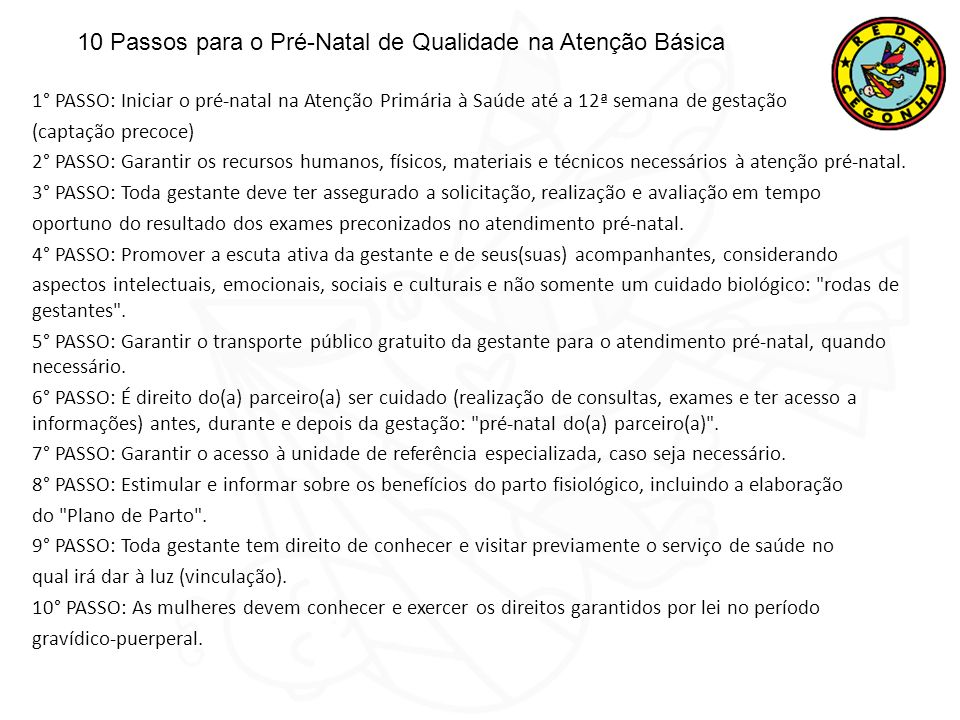 10 Passos para o Pré-Natal de Qualidade na Atenção Básica
REDE
CEGONHA
1° PASSO: Iniciar o pré-natal na Atenção Primária à Saúde até a 12ª semana de gestação
(captação precoce)
2° PASSO: Garantir os recursos humanos, físicos, materiais e técnicos necessários à atenção pré-natal.
3° PASSO: Toda gestante deve ter assegurado a solicitação, realização e avaliação em tempo
oportuno do resultado dos exames preconizados no atendimento pré-natal.
4° PASSO: Promover a escuta ativa da gestante e de seus(suas) acompanhantes, considerando
aspectos intelectuais, emocionais, sociais e culturais e não somente um cuidado biológico: "rodas de
gestantes".
5° PASSO: Garantir o transporte público gratuito da gestante para o atendimento pré-natal, quando
necessário.
6° PASSO: É direito do(a) parceiro(a) ser cuidado (realização de consultas, exames e ter acesso a
informações) antes, durante e depois da gestação: "pré-natal do(a) parceiro(a)".
7° PASSO: Garantir o acesso à unidade de referência especializada, caso seja necessário.
8° PASSO: Estimular e informar sobre os benefícios do parto fisiológico, incluindo a elaboração
do "Plano de Parto".
9° PASSO: Toda gestante tem direito de conhecer e visitar previamente o serviço de saúde no
qual irá dar à luz (vinculação).
10° PASSO: As mulheres devem conhecer e exercer os direitos garantidos por lei no período
gravídico-puerperal.